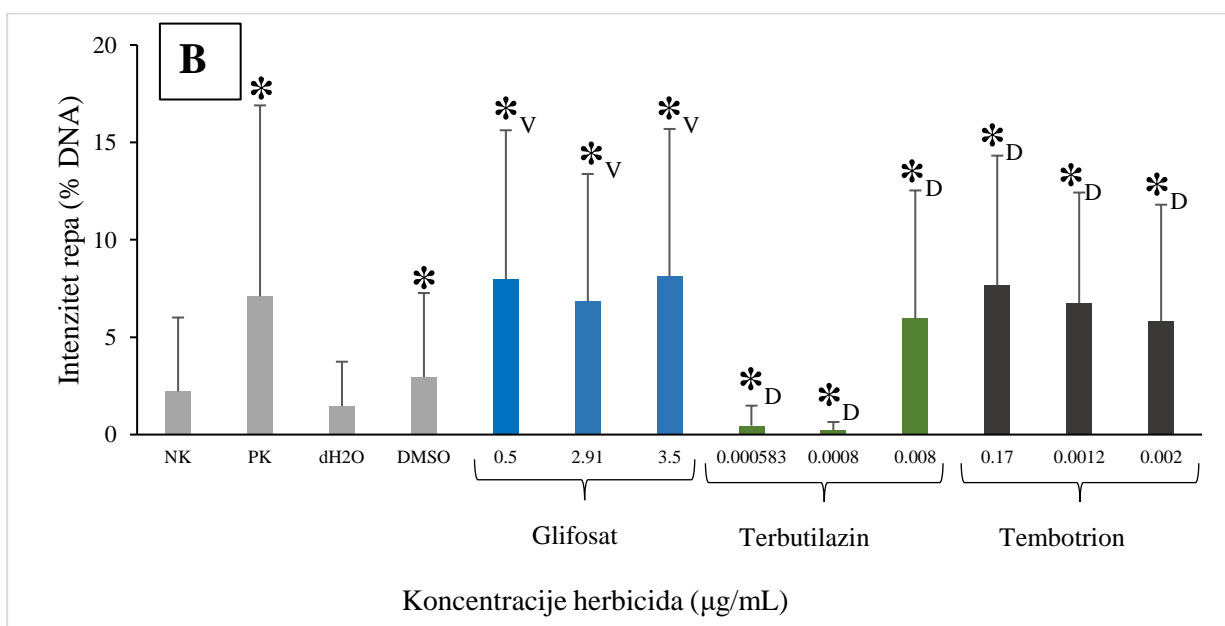 B
Intenzitet repa (% DNA)
20
15
10
5
0
*
*
*V
*V
*V
*D
*D
*D
*D
*D
*D
NK PK dH2O DMSO 0.5 2.91 3.5 0.000583 0.0008 0.008 0.17 0.0012 0.002
Glifosat Terbutilazin Tembotrion
Koncentracije herbicida (µg/mL)